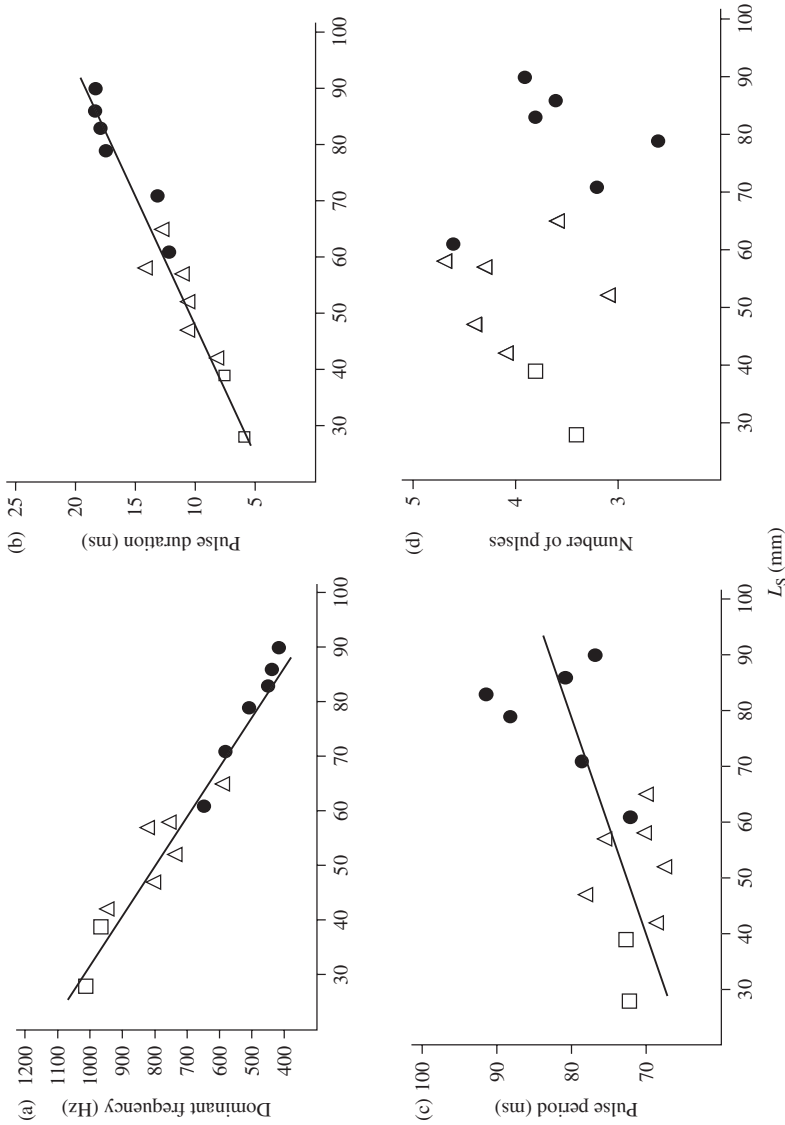 (a)
1200
1100
1000
900
800
700
600
500
400
Dominant frequency (Hz)
30 40 50 60 70 80 90 100
(b)
25
20
15
10
5
Pulse duration (ms)
30 40 50 60 70 80 90 100
(c)
100
80
70
Pulse period (ms)
30 40 50 60 70 80 90 100
(d)
5
4
3
Number of pulses
30 40 50 60 70 80 90 100
LS (mm)